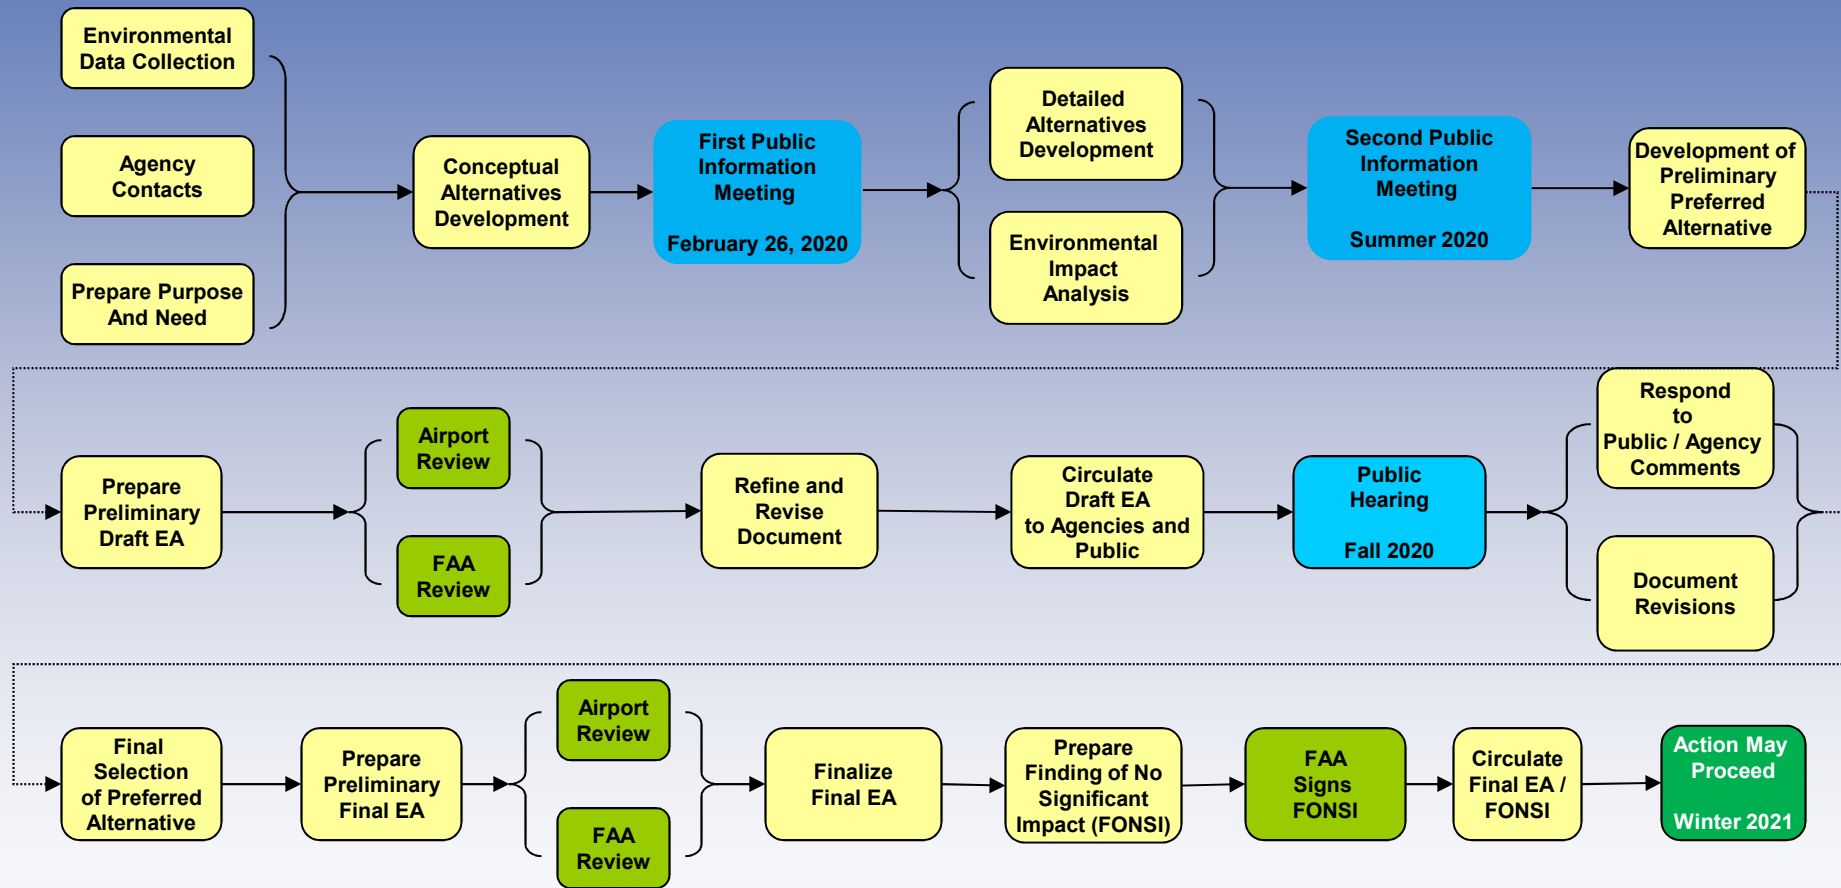 Environmental
Data Collection
Agency
Contacts
Prepare Purpose
And Need
Conceptual
Alternatives
Development
First Public
Information
Meeting
February 26, 2020
Detailed
Alternatives
Development
Environmental
Impact
Analysis
Second Public
Information
Meeting
Summer 2020
Development of
Preliminary
Preferred
Alternative
Prepare
Preliminary
Draft EA
Airport
Review
FAA
Review
Refine and
Revise
Document
Circulate
Draft EA
to Agencies and
Public
Public
Hearing
Fall 2020
Respond
to
Public / Agency
Comments
Document
Revisions
Final
Selection
of Preferred
Alternative
Prepare
Preliminary
Final EA
Airport
Review
FAA
Review
Finalize
Final EA
Prepare
Finding of No
Significant
Impact (FONSI)
FAA
Signs
FONSI
Circulate
Final EA /
FONSI
Action May
Proceed
Winter 2021